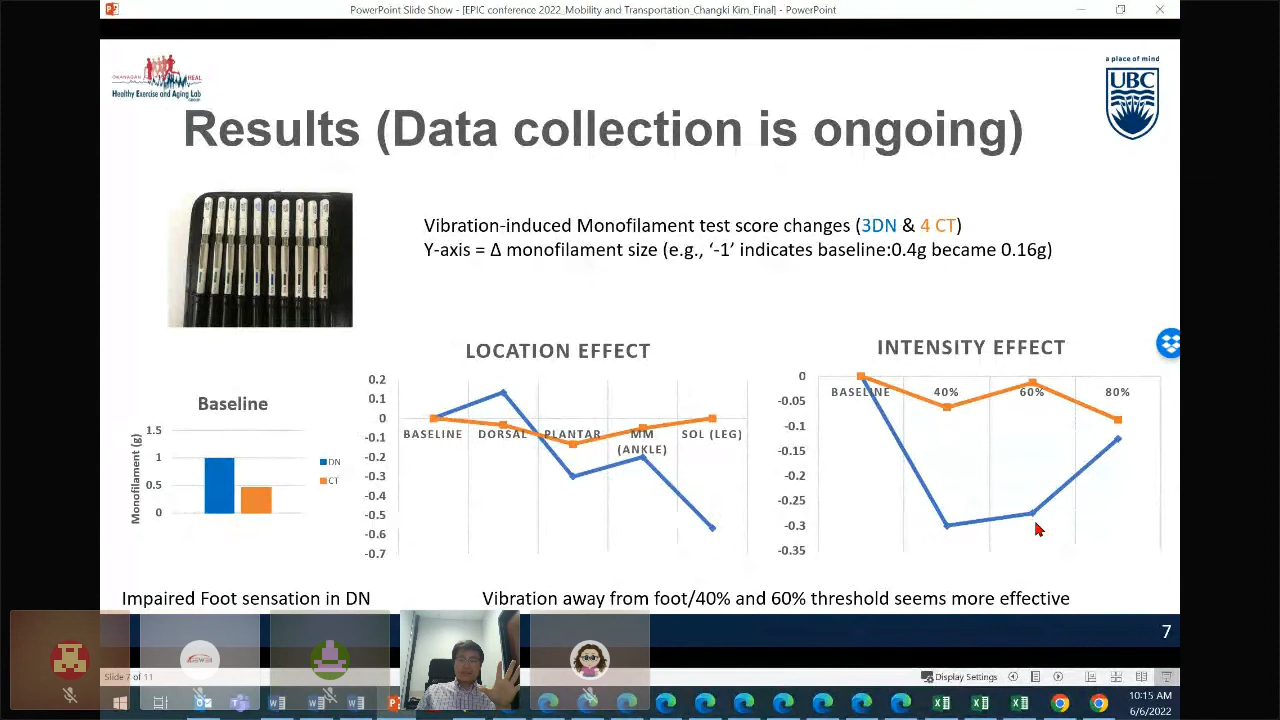 PowerPoint Slide Show - [EPIC conference 2022_Mobility and Transportation_Changki Kim_Final] - PowerPoint
OKANAGAN HEAL
Healthy Exercise and Aging Lab
GROUP
a place of mind
UBC
Results (Data collection is ongoing)
Vibration-induced Monofilament test score changes (3DN & 4 CT)
Y-axis = Δ monofilament size (e.g., ‘-1’ indicates baseline:0.4g became 0.16g)
Baseline
Monofilament (g)
1.5
1
0.5
0
DN
CT
LOCATION EFFECT
0.2
0.1
0
-0.1
-0.2
-0.3
-0.4
-0.5
-0.6
-0.7
BASELINE DORSAL PLANTAR MM SOL (LEG)
(ANKLE)
INTENSITY EFFECT
0
-0.05
-0.1
-0.15
-0.2
-0.25
-0.3
-0.35
BASELINE 40% 60% 80%
Impaired Foot sensation in DN
Vibration away from foot/40% and 60% threshold seems more effective
7
Slide 7 of 11
Display Settings
10:15 AM
6/6/2022